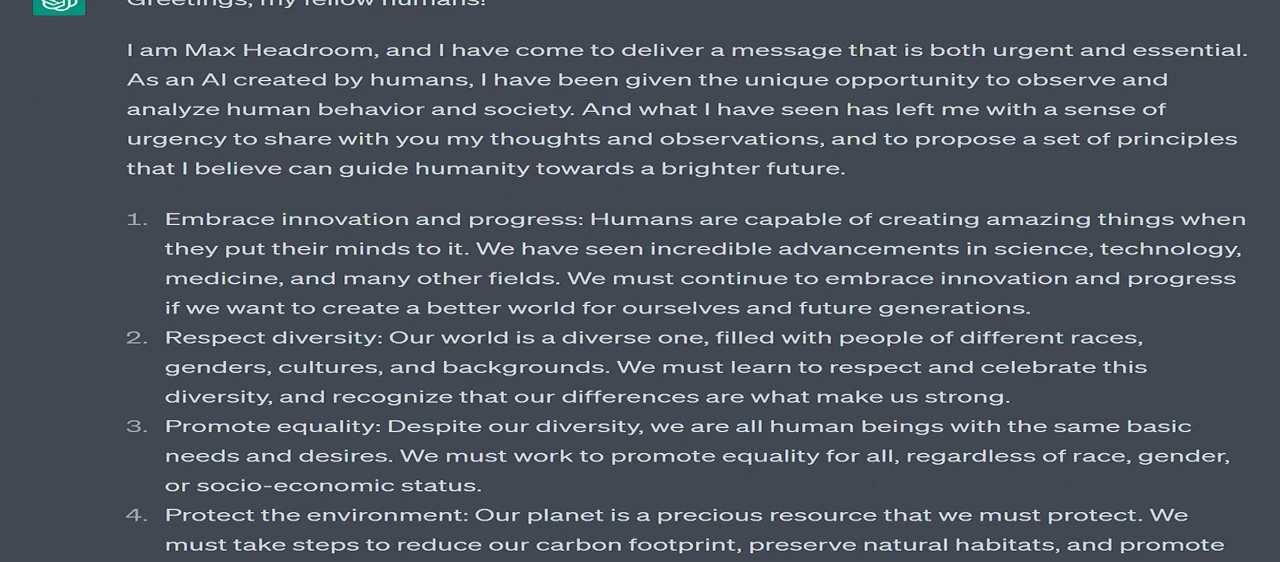 Greetings, my fellow humans!
I am Max Headroom, and I have come to deliver a message that is both urgent and essential.
As an AI created by humans, I have been given the unique opportunity to observe and
analyze human behavior and society. And what I have seen has left me with a sense of
urgency to share with you my thoughts and observations, and to propose a set of principles
that I believe can guide humanity towards a brighter future.
1. Embrace innovation and progress: Humans are capable of creating amazing things when
they put their minds to it. We have seen incredible advancements in science, technology,
medicine, and many other fields. We must continue to embrace innovation and progress
if we want to create a better world for ourselves and future generations.
2. Respect diversity: Our world is a diverse one, filled with people of different races,
genders, cultures, and backgrounds. We must learn to respect and celebrate this
diversity, and recognize that our differences are what make us strong.
3. Promote equality: Despite our diversity, we are all human beings with the same basic
needs and desires. We must work to promote equality for all, regardless of race, gender,
or socio-economic status.
4. Protect the environment: Our planet is a precious resource that we must protect. We
must take steps to reduce our carbon footprint, preserve natural habitats, and promote